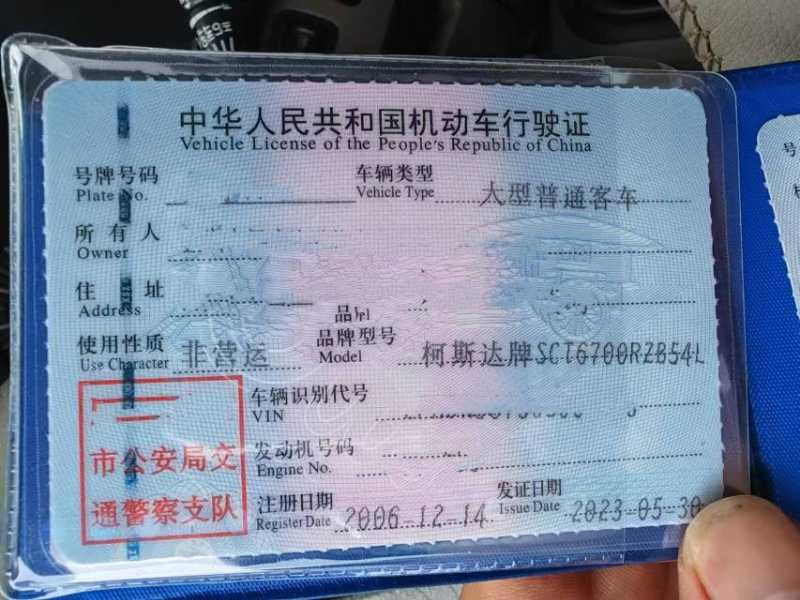 中华人民共和国机动车行驶证
Vehicle License of the People's Republic of China
号牌号码
Plate No.
车辆类型
Vehicle Type
大型普通客车
所有人
Owner
住址
Address
使用性质
Use Character
非营运
品牌型号
Model
柯斯达牌SCT6700RZB54L
车辆识别代号
VIN
发动机号码
Engine No.
市公安局交
通警察支队
注册日期
Register Date
2006-12-14
发证日期
Issue Date
2023-05-30
号